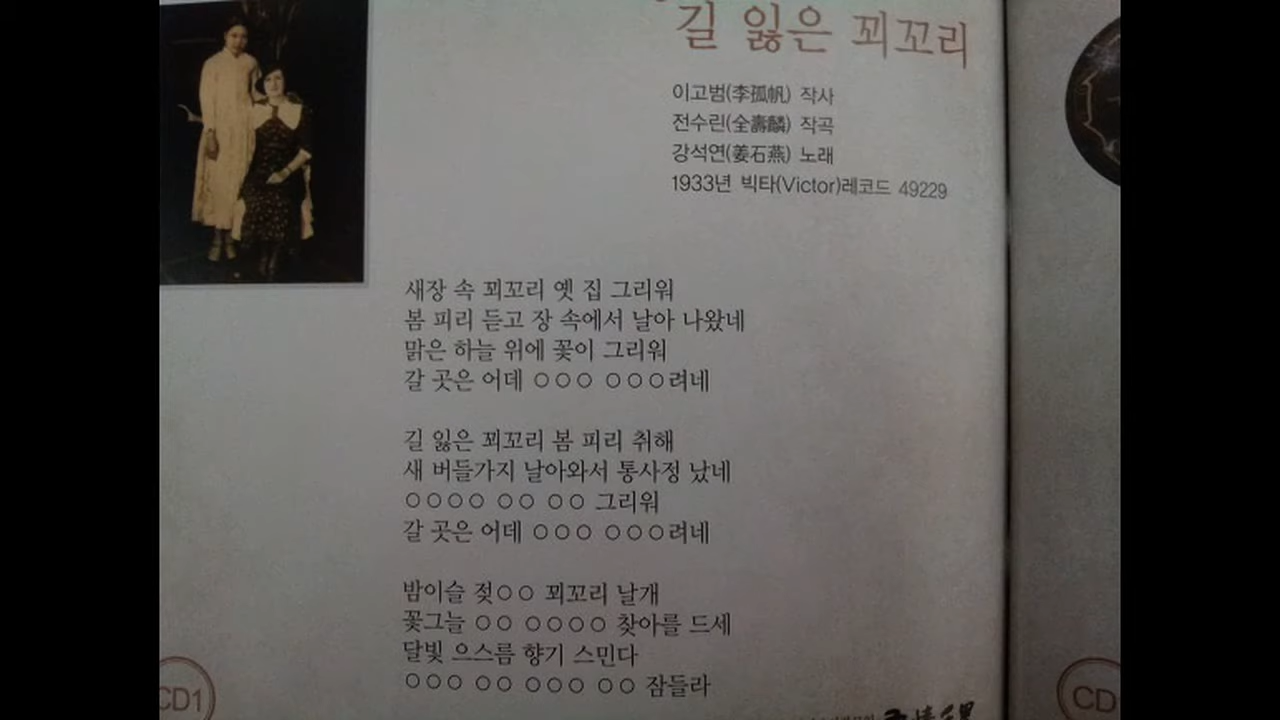 길 잃은 꾀꼬리
이고범(李孤帆) 작사
전수린(全壽麟) 작곡
강석연(姜石燕) 노래
1933년 빅타(Victor)레코드 49229
새장 속 꾀꼬리 옛 집 그리워
봄 피리 듣고 장 속에서 날아 나왔네
맑은 하늘 위에 꽃이 그리워
갈 곳은 어데 ○○○ ○○○려네
길 잃은 꾀꼬리 봄 피리 취해
새 버들가지 날아와서 통사정 났네
○○○○ ○○ ○○ 그리워
갈 곳은 어데 ○○○ ○○○려네
밤이슬 젖○○ 꾀꼬리 날개
꽃그늘 ○○ ○○○○ 찾아를 드세
달빛 으스름 향기 스민다
○○○ ○○ ○○○ ○○ 잠들라
CD1
CD